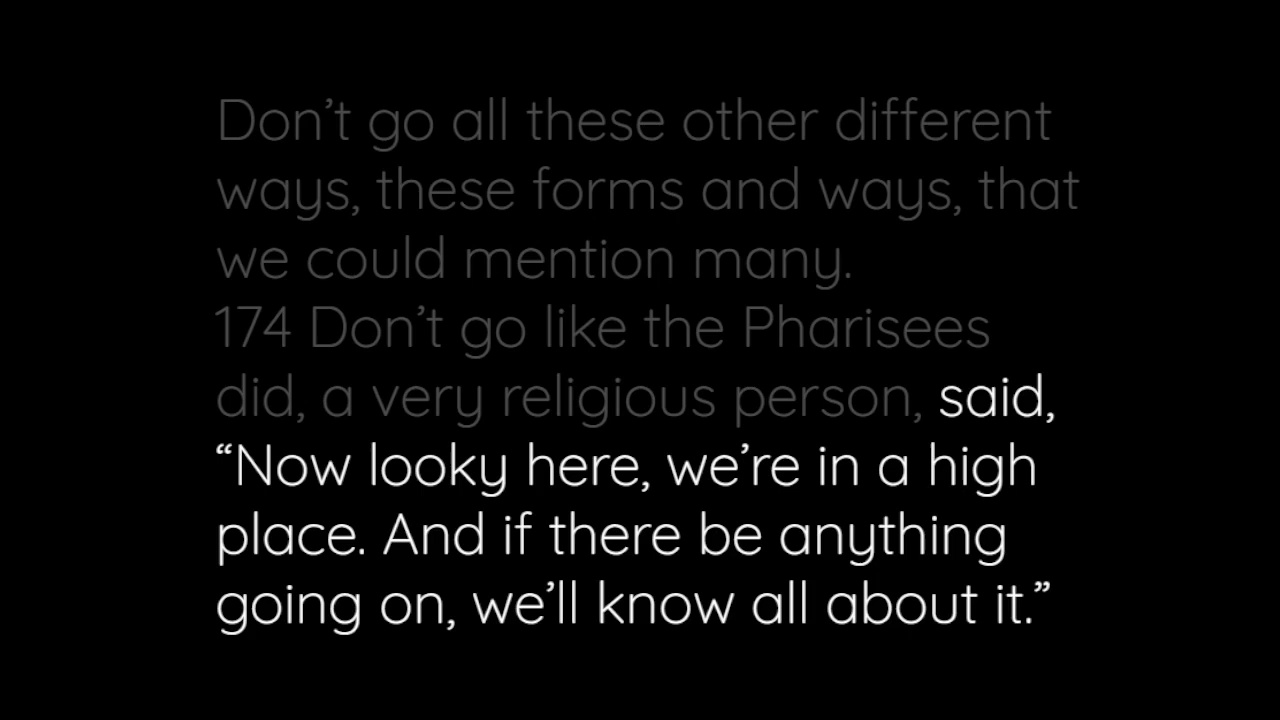 Don’t go all these other different
ways, these forms and ways, that
we could mention many.
174 Don’t go like the Pharisees
did, a very religious person, said,
“Now looky here, we’re in a high
place. And if there be anything
going on, we’ll know all about it.”